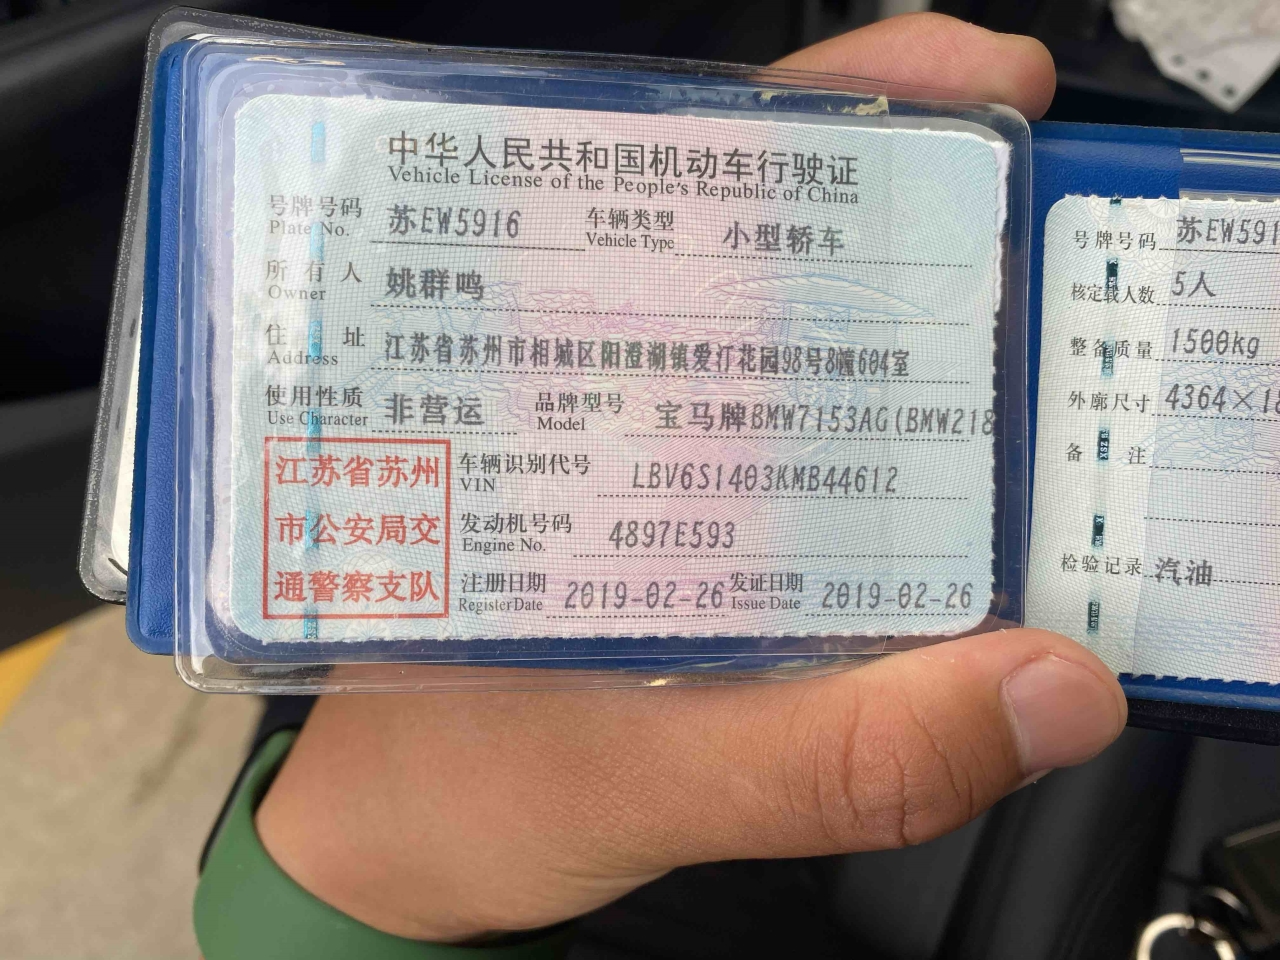 中华人民共和国机动车行驶证
Vehicle License of the People's Republic of China
号牌号码 苏EW5916 车辆类型 小型轿车
Plate No. Vehicle Type
所有人 姚群鸣
Owner
住址 江苏省苏州市相城区阳澄湖镇爱汀花园98号8幢604室
Address
使用性质 非营运 品牌型号 宝马牌BMW7153AG(BMW218
Use Character Model
江苏省苏州
市公安局交
通警察支队
车辆识别代号 LBV6S1403KMB44612
VIN
发动机号码 4897E593
Engine No.
注册日期 2019-02-26 发证日期 2019-02-26
Register Date Issue Date
号牌号码 苏EW591
核定载人数 5人
整备质量 1500kg
外廓尺寸 4364×18
备注
检验记录 汽油